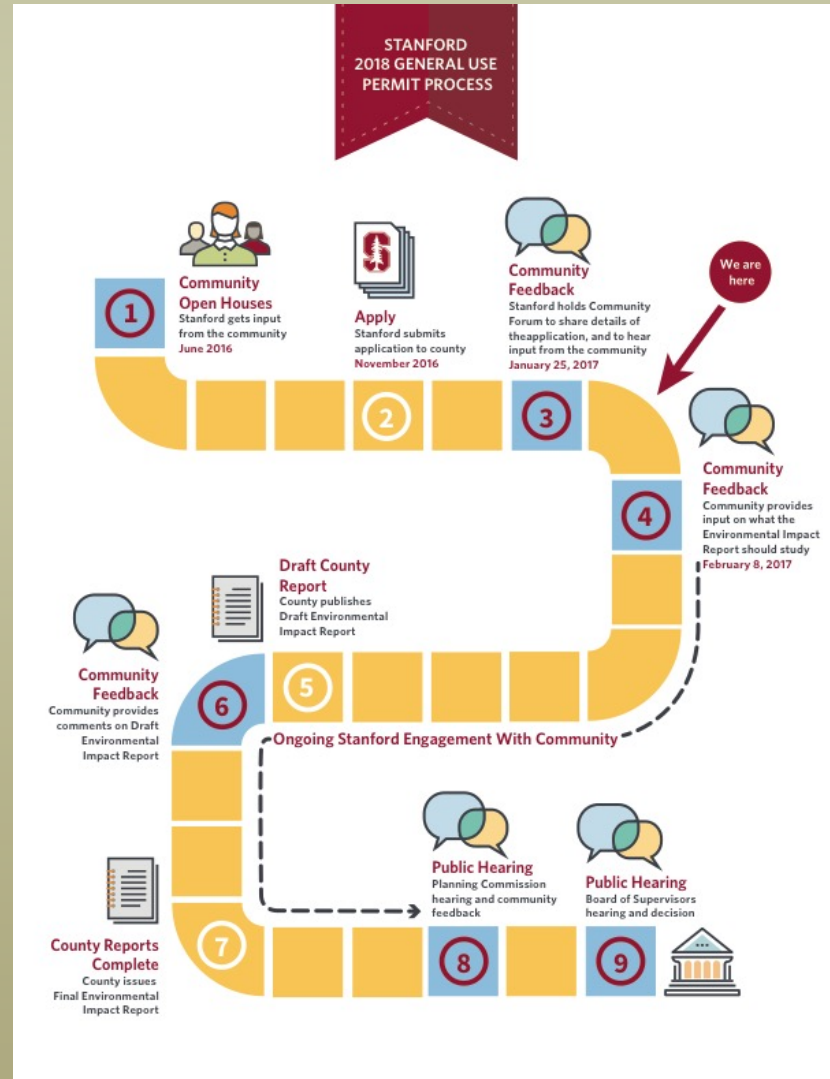 STANFORD
2018 GENERAL USE
PERMIT PROCESS
1
Community
Open Houses
Stanford gets input
from the community
June 2016
S
Apply
Stanford submits
application to county
November 2016
2
Community
Feedback
Stanford holds Community
Forum to share details of
theapplication, and to hear
input from the community
January 25, 2017
3
We are
here
Community
Feedback
Community provides
input on what the
Environmental Impact
Report should study
February 8, 2017
4
Draft County
Report
County publishes
Draft Environmental
Impact Report
5
Community
Feedback
Community provides
comments on Draft
Environmental
Impact Report
6
Ongoing Stanford Engagement With Community
County Reports
Complete
County issues
Final Environmental
Impact Report
7
Public Hearing
Planning Commission
hearing and community
feedback
8
Public Hearing
Board of Supervisors
hearing and decision
9